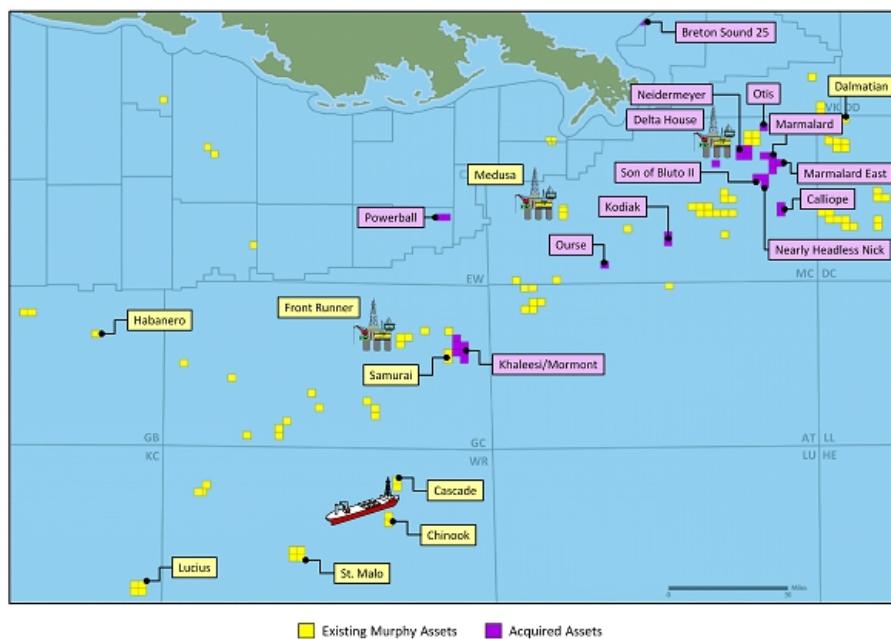 Breton Sound 25
Dalmatian
Neidermeyer
Otis
VK DD
Delta House
Marmalard
Son of Bluto II
Marmalard East
Medusa
Calliope
Kodiak
Powerball
Ourse
Nearly Headless Nick
EW
MC DC
Front Runner
Habanero
Samurai
Khaleesi/Mormont
GB
GC
AT LL
KC
WR
LU HE
Cascade
Chinook
Lucius
St. Malo
Miles
0 50
Existing Murphy Assets
Acquired Assets